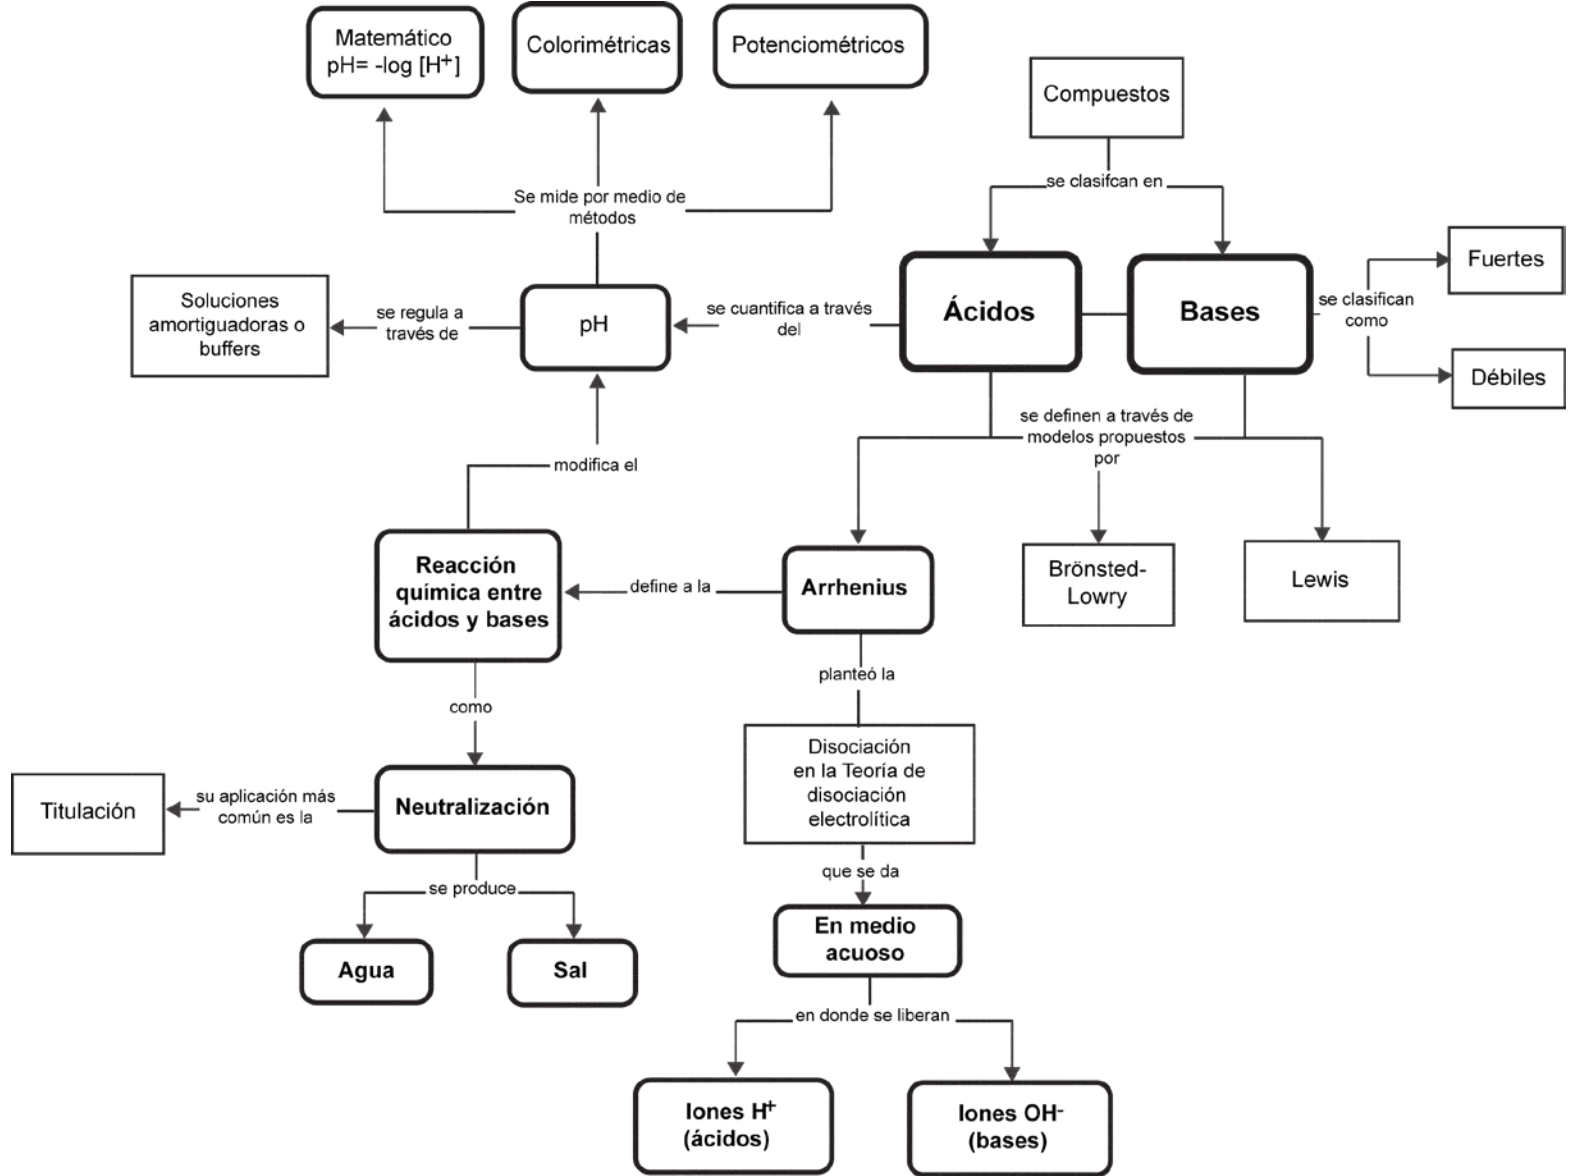 Matemático
pH= -log [H+]
Colorimétricas
Potenciométricos
Compuestos
se clasifcan en
Se mide por medio de
métodos
Ácidos
Bases
Fuertes
se clasifican
como
Débiles
Soluciones
amortiguadoras o
buffers
se regula a
través de
pH
se cuantifica a través
del
se definen a través de
modelos propuestos
por
modifica el
Reacción
química entre
ácidos y bases
define a la
Arrhenius
Brönsted-
Lowry
Lewis
planteó la
como
Disociación
en la Teoría de
disociación
electrolítica
Titulación
su aplicación más
común es la
Neutralización
que se da
se produce
En medio
acuoso
Agua
Sal
en donde se liberan
Iones H+
(ácidos)
Iones OH-
(bases)